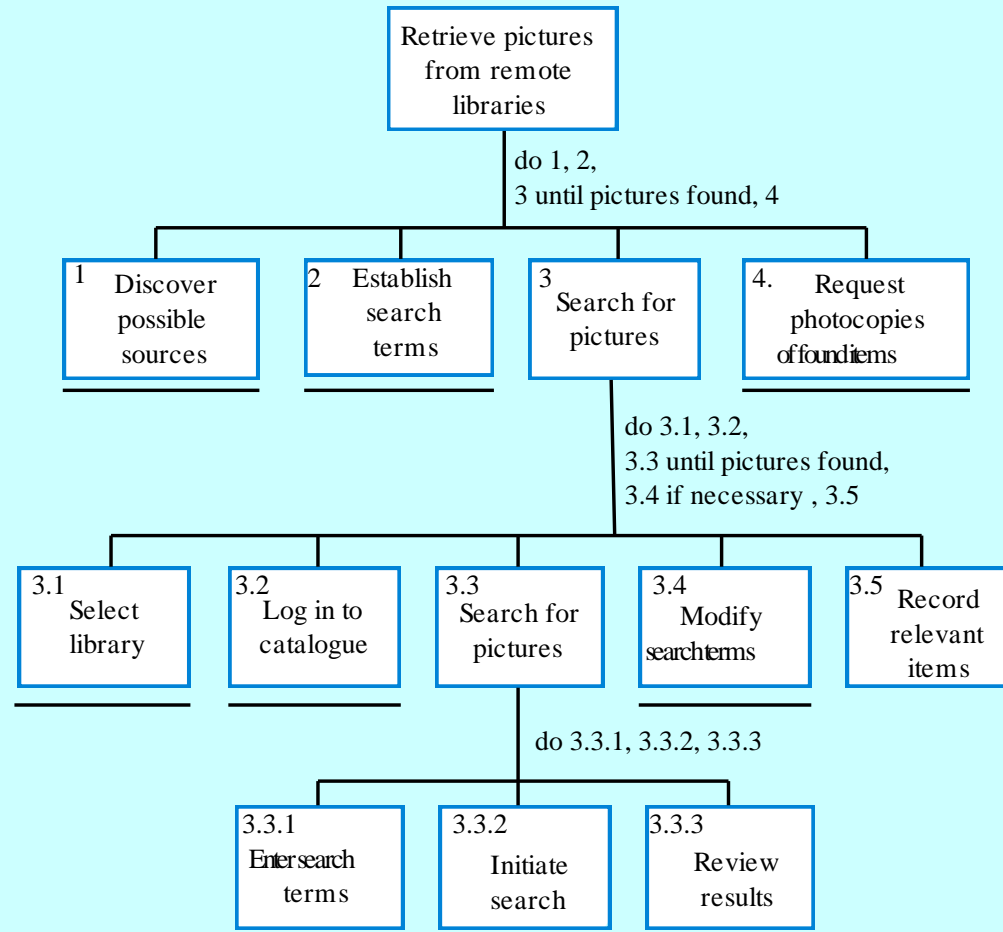 Retrieve pictures
from remote
libraries
do 1, 2,
3 until pictures found, 4
1
Discover
possible
sources
2
Establish
search
terms
3
Search for
pictures
4.
Request
photocopies
of found items
do 3.1, 3.2,
3.3 until pictures found,
3.4 if necessary , 3.5
3.1
Select
library
3.2
Log in to
catalogue
3.3
Search for
pictures
3.4
Modify
search terms
3.5
Record
relevant
items
do 3.3.1, 3.3.2, 3.3.3
3.3.1
Enter search
terms
3.3.2
Initiate
search
3.3.3
Review
results